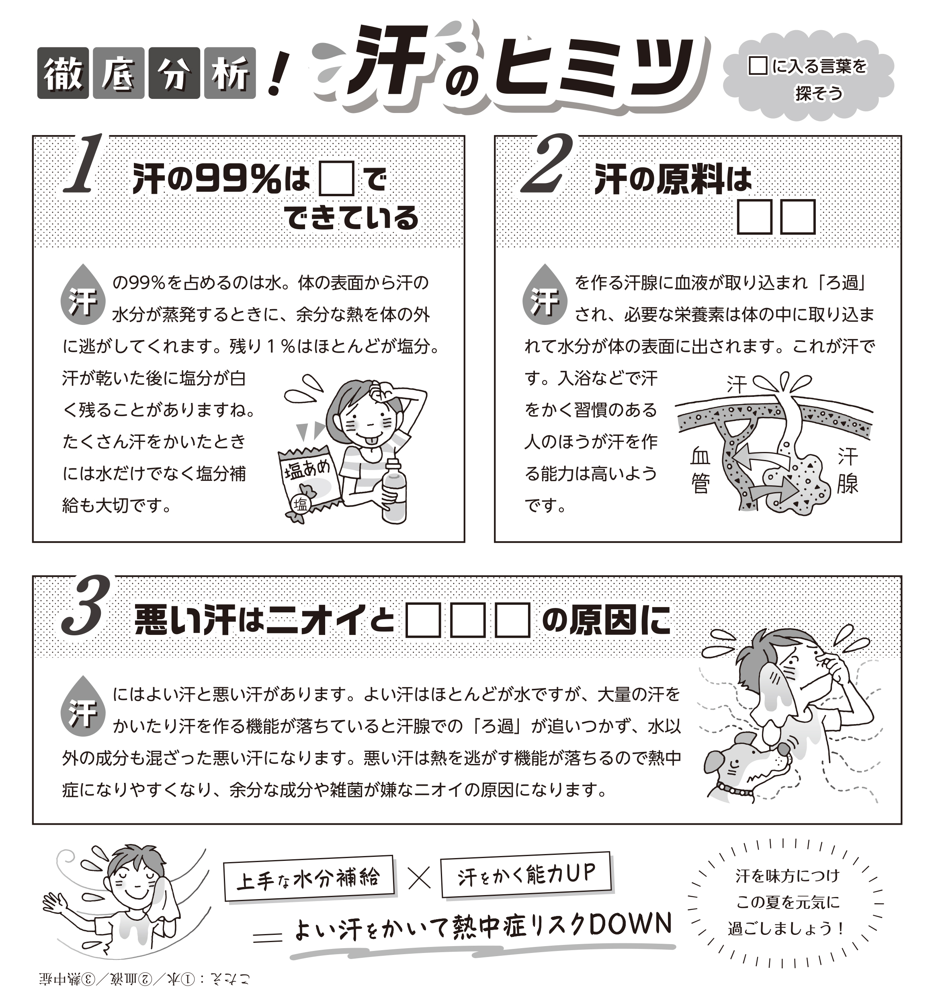 徹底分析！汗のヒミツ
□に入る言葉を
探そう
1 汗の99％は□で
できている
汗の99％を占めるのは水。体の表面から汗の
水分が蒸発するときに、余分な熱を体の外
に逃がしてくれます。残り１％はほとんどが塩分。
汗が乾いた後に塩分が白
く残ることがありますね。
たくさん汗をかいたとき
には水だけでなく塩分補
給も大切です。
塩あめ
塩
2 汗の原料は
□□
汗を作る汗腺に血液が取り込まれ「ろ過」
され、必要な栄養素は体の中に取り込ま
れて水分が体の表面に出されます。これが汗で
す。入浴などで汗
をかく習慣のある
人のほうが汗を作
る能力は高いよう
です。
汗
血管
汗腺
3 悪い汗はニオイと□□□の原因に
汗にはよい汗と悪い汗があります。よい汗はほとんどが水ですが、大量の汗を
かいたり汗を作る機能が落ちていると汗腺での「ろ過」が追いつかず、水以
外の成分も混ざった悪い汗になります。悪い汗は熱を逃がす機能が落ちるので熱中
症になりやすくなり、余分な成分や雑菌が嫌なニオイの原因になります。
上手な水分補給×汗をかく能力UP
＝よい汗をかいて熱中症リスクDOWN
汗を味方につけ
この夏を元気に
過ごしましょう！
こたえ：①水／②血液／③熱中症